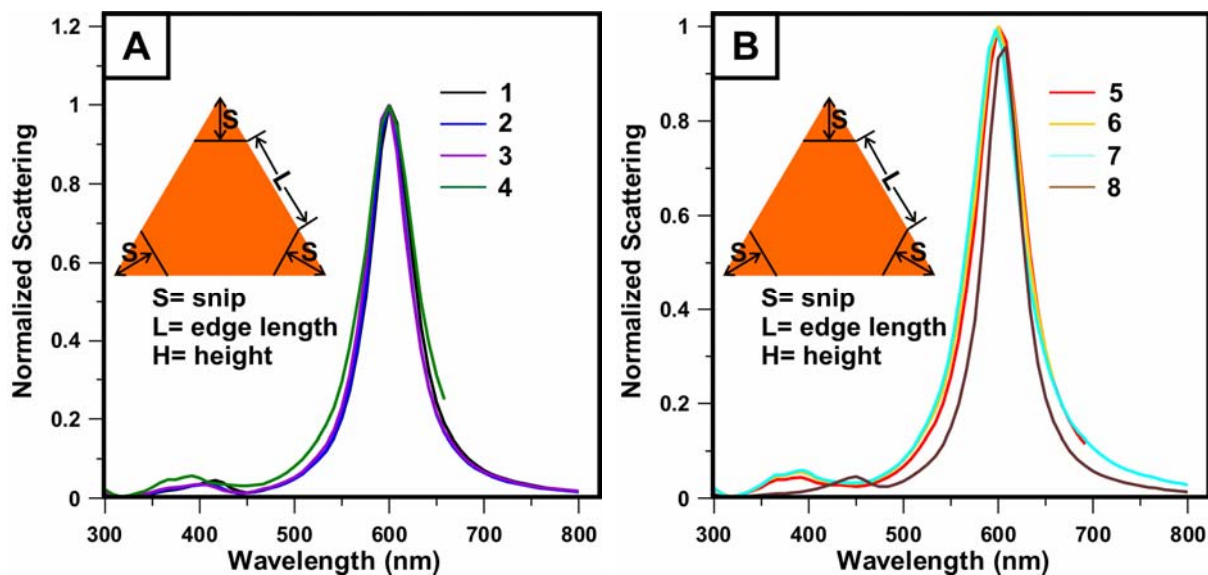 A
1.2
1
0.8
0.6
0.4
0.2
0
Normalized Scattering
S
L
S
S
S= snip
L= edge length
H= height
1
2
3
4
300
400
500
600
700
800
Wavelength (nm)
B
1
0.8
0.6
0.4
0.2
0
Normalized Scattering
S
L
S
S
S= snip
L= edge length
H= height
5
6
7
8
300
400
500
600
700
800
Wavelength (nm)